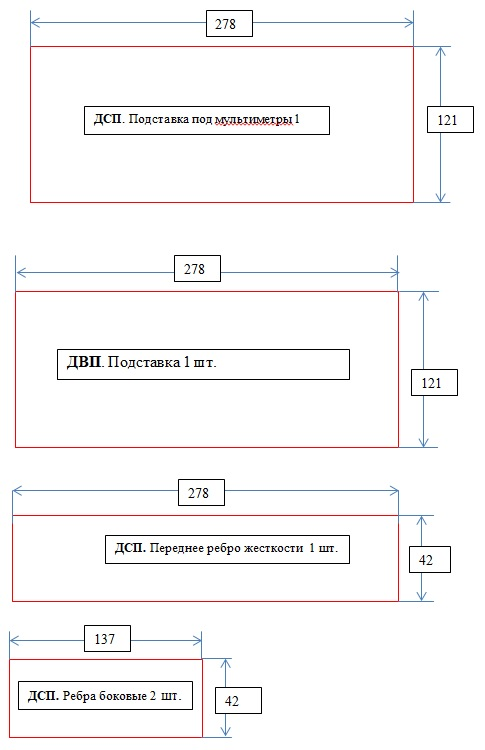 278
ДСП. Подставка под мультиметры 1
121
278
ДВП. Подставка 1 шт.
121
278
ДСП. Переднее ребро жесткости 1 шт.
42
137
ДСП. Ребра боковые 2 шт.
42